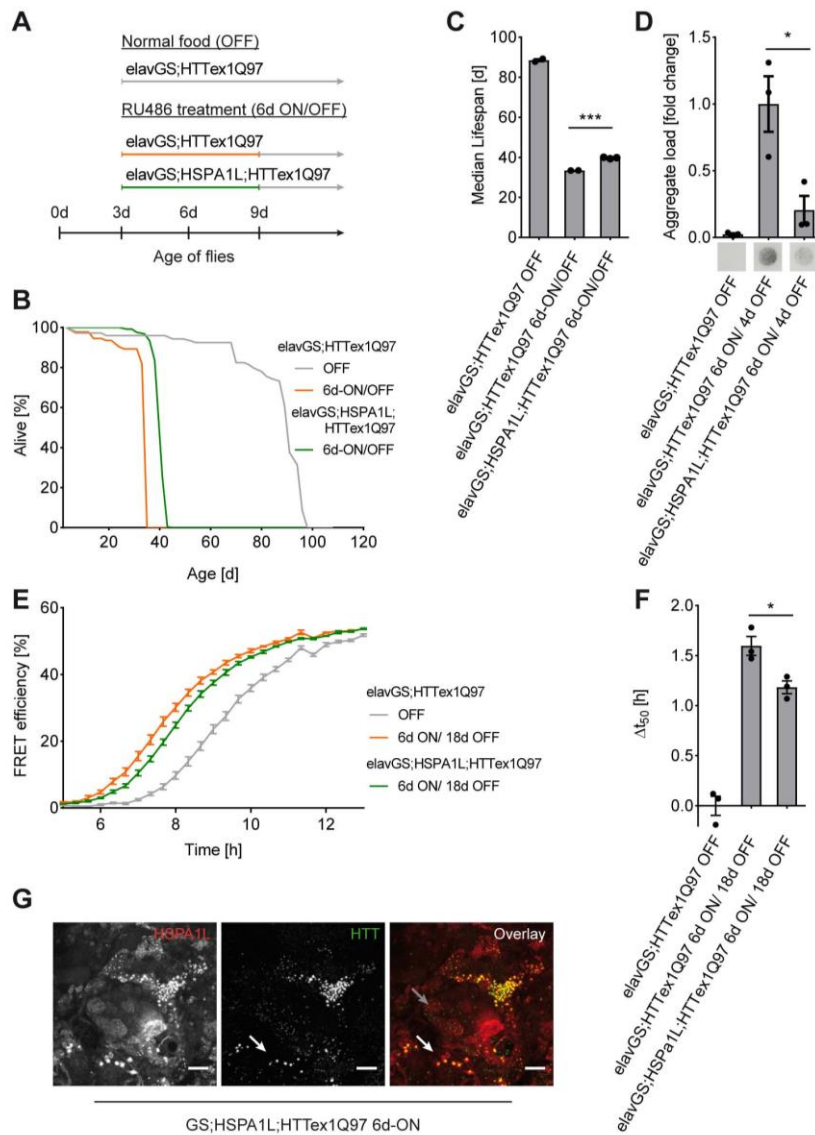 A
Normal food (OFF)
elavGS;HTTex1Q97
RU486 treatment (6d ON/OFF)
elavGS;HTTex1Q97
elavGS;HSPA1L;HTTex1Q97
0d 3d 6d 9d
Age of flies
B
Alive [%]
100
80
60
40
20
0
20 40 60 80 100 120
Age [d]
elavGS;HTTex1Q97
OFF
6d-ON/OFF
elavGS;HSPA1L;
HTTex1Q97
6d-ON/OFF
C
Median Lifespan [d]
80
60
40
20
0
***
elavGS;HTTex1Q97 OFF
elavGS;HTTex1Q97 6d-ON/OFF
elavGS;HSPA1L;HTTex1Q97 6d-ON/OFF
D
Aggregate load [fold change]
1.5
1.0
0.5
0.0
*
elavGS;HTTex1Q97 OFF
elavGS;HTTex1Q97 6d ON/ 4d OFF
elavGS;HSPA1L;HTTex1Q97 6d ON/ 4d OFF
E
FRET efficiency [%]
60
40
20
0
6 8 10 12
Time [h]
elavGS;HTTex1Q97
OFF
6d ON/ 18d OFF
elavGS;HSPA1L;HTTex1Q97
6d ON/ 18d OFF
F
Δt50 [h]
2.0
1.5
1.0
0.5
0.0
*
elavGS;HTTex1Q97 OFF
elavGS;HTTex1Q97 6d ON/ 18d OFF
elavGS;HSPa1L;HTTex1Q97 6d ON/ 18d OFF
G
HSPA1L
HTT
Overlay
GS;HSPA1L;HTTex1Q97 6d-ON